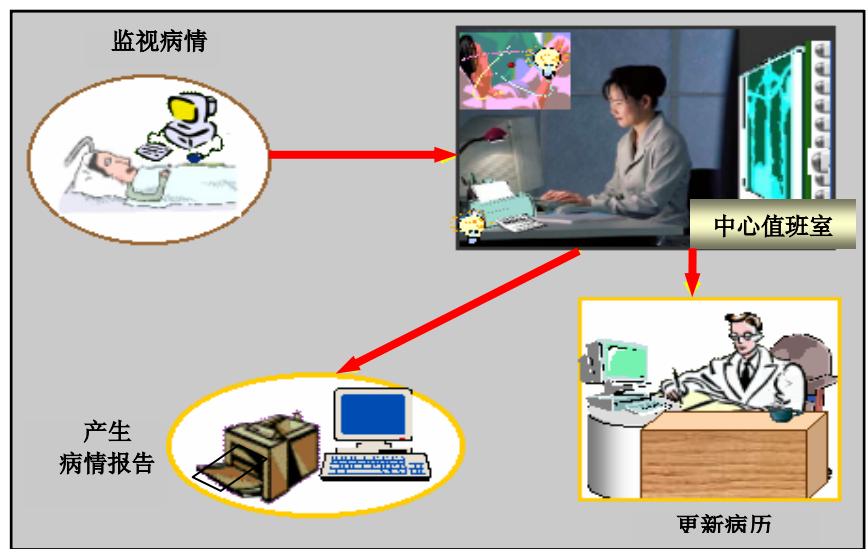 监视病情
中心值班室
产生
病情报告
更新病历